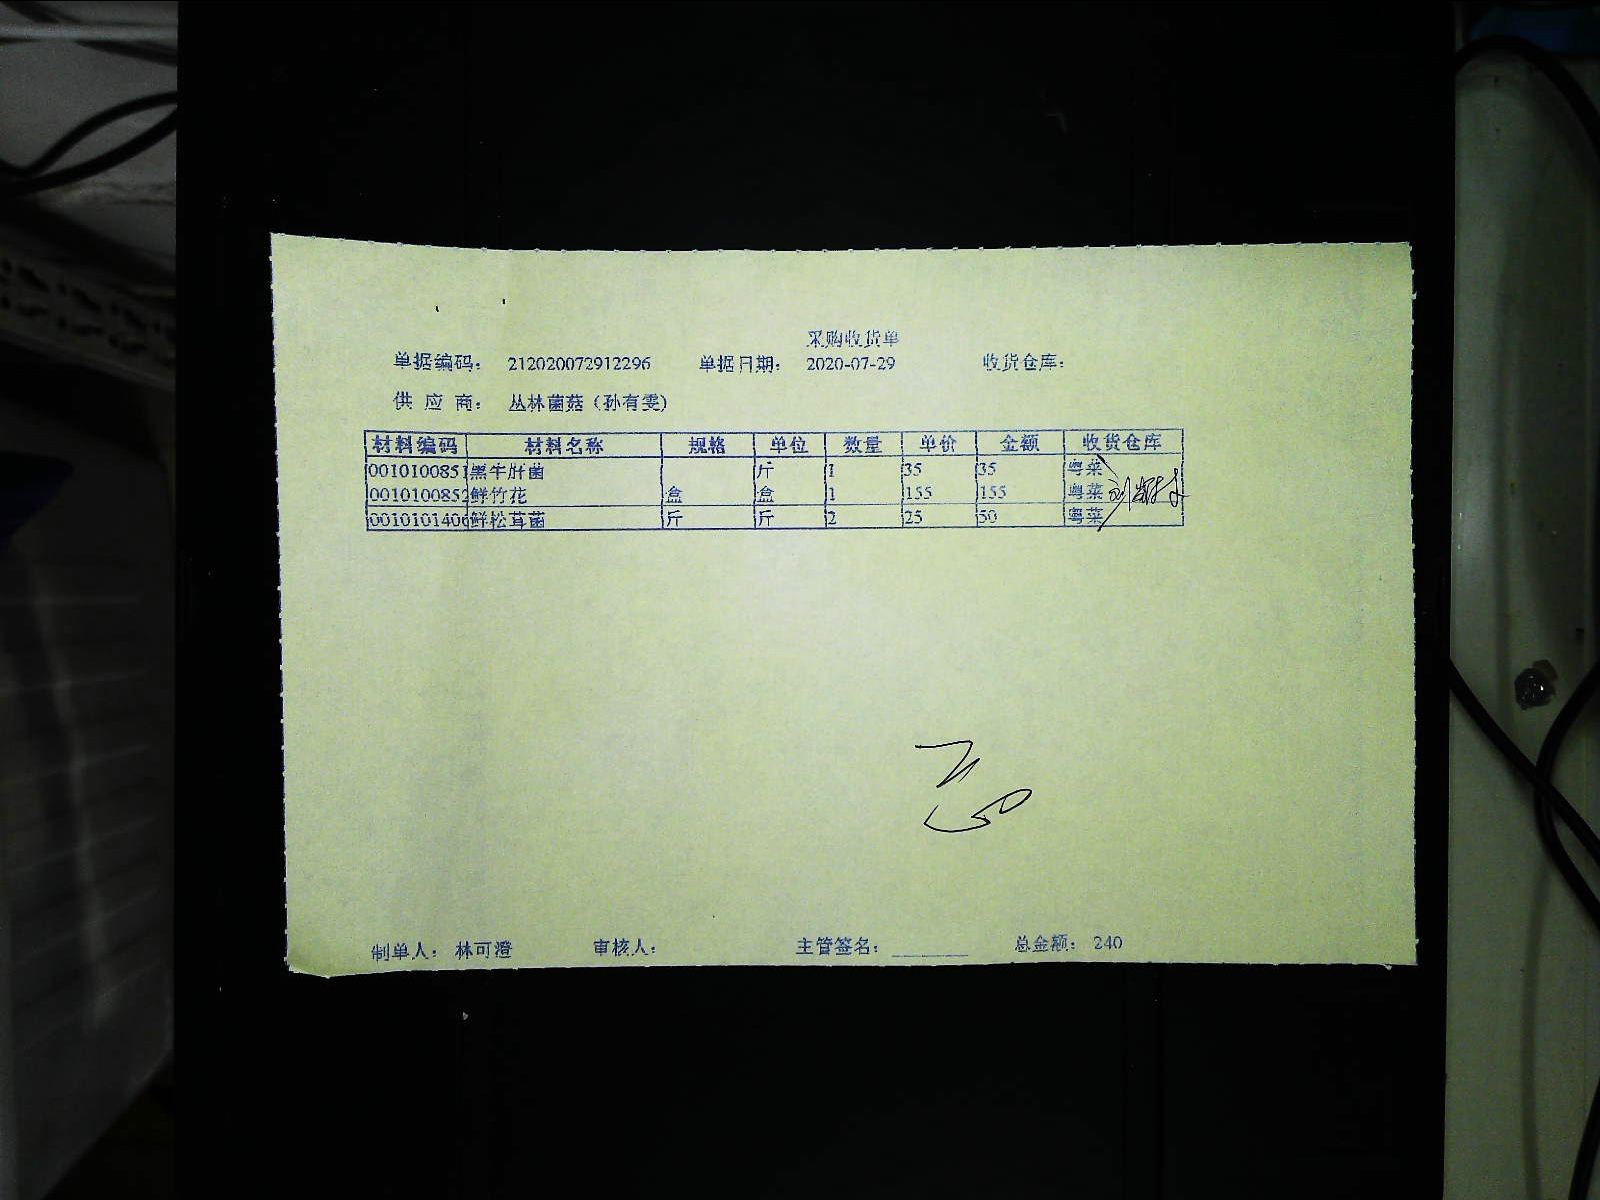 采购收货单
单据编码： 212020072912296 单据日期： 2020-07-29 收货仓库：
供 应 商： 丛林菌菇（孙有雯）
材料编码 材料名称 规格 单位 数量 单价 金额 收货仓库
0010100851 黑牛肝菌 斤 1 35 35 粤菜
0010100852 鲜竹花 盒 盒 1 155 155 粤菜
0010101406 鲜松茸菌 斤 斤 2 25 50 粤菜
制单人： 林可澄 审核人： 主管签名： 总金额： 240